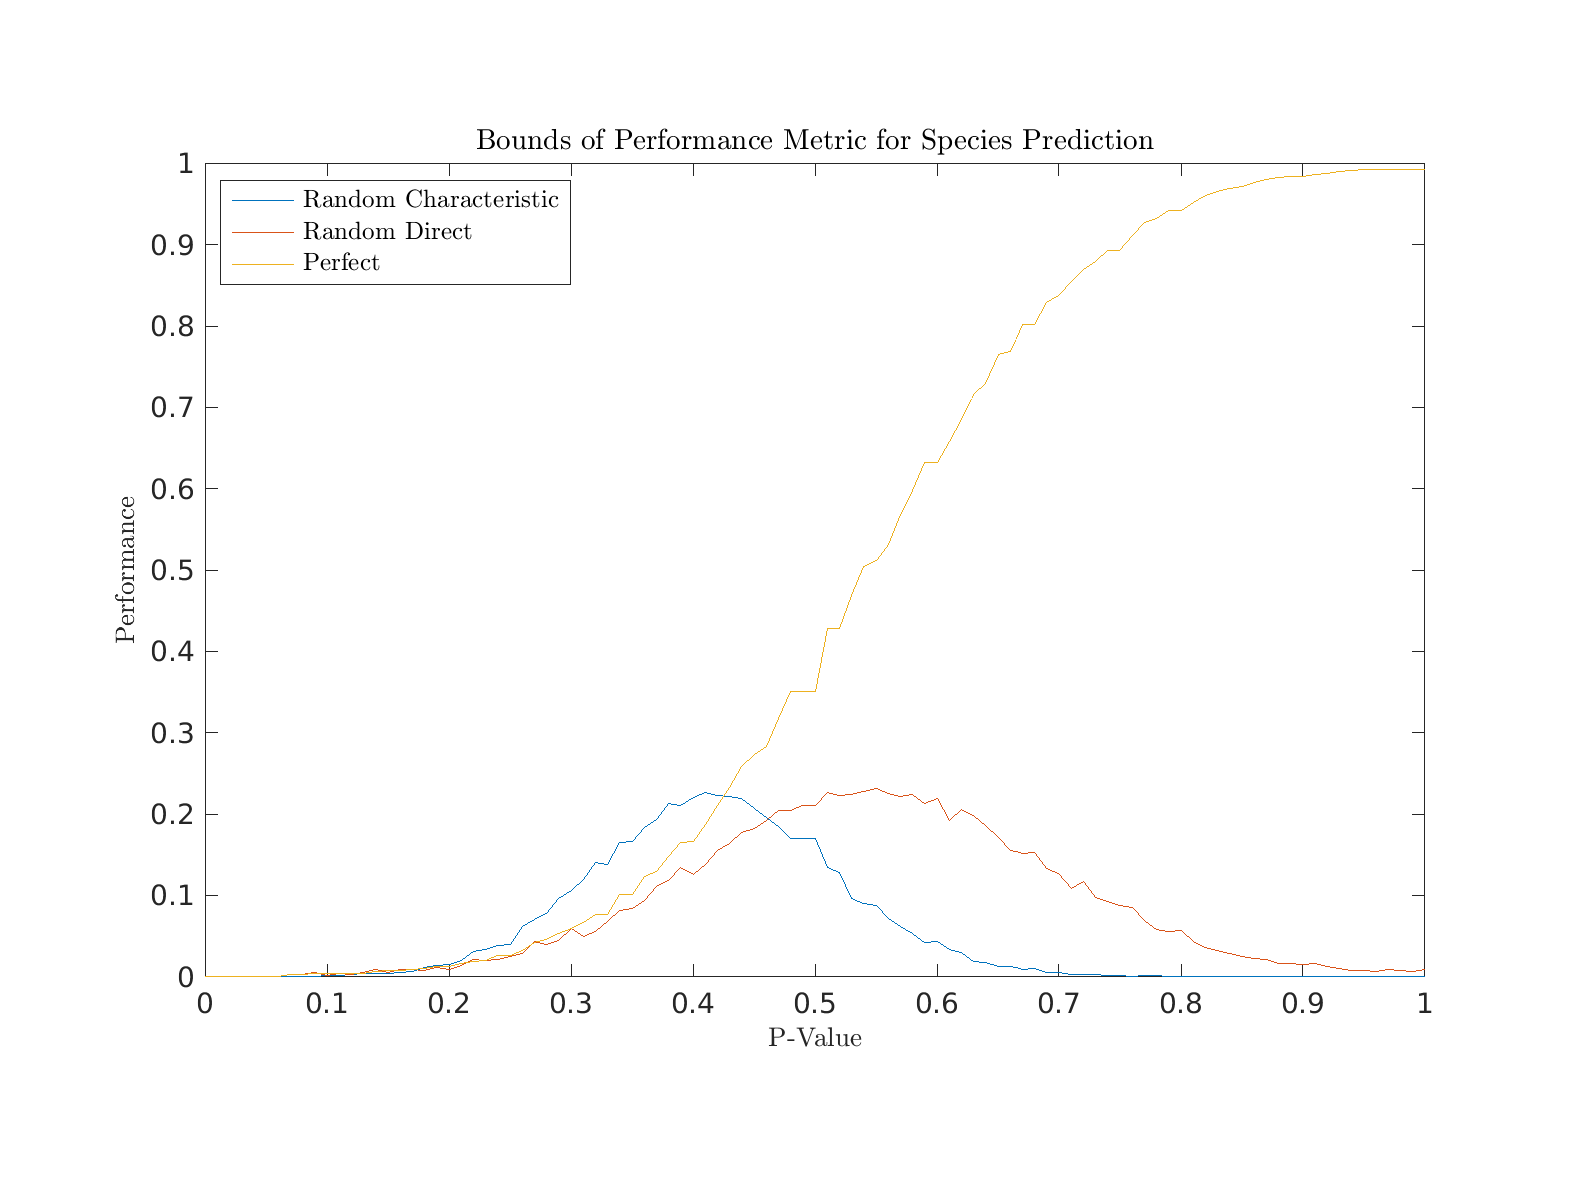 Bounds of Performance Metric for Species Prediction
1
Random Characteristic
Random Direct
Perfect
0.9
0.8
0.7
0.6
0.5
0.4
0.3
0.2
0.1
0
Performance
0 0.1 0.2 0.3 0.4 0.5 0.6 0.7 0.8 0.9 1
P-Value